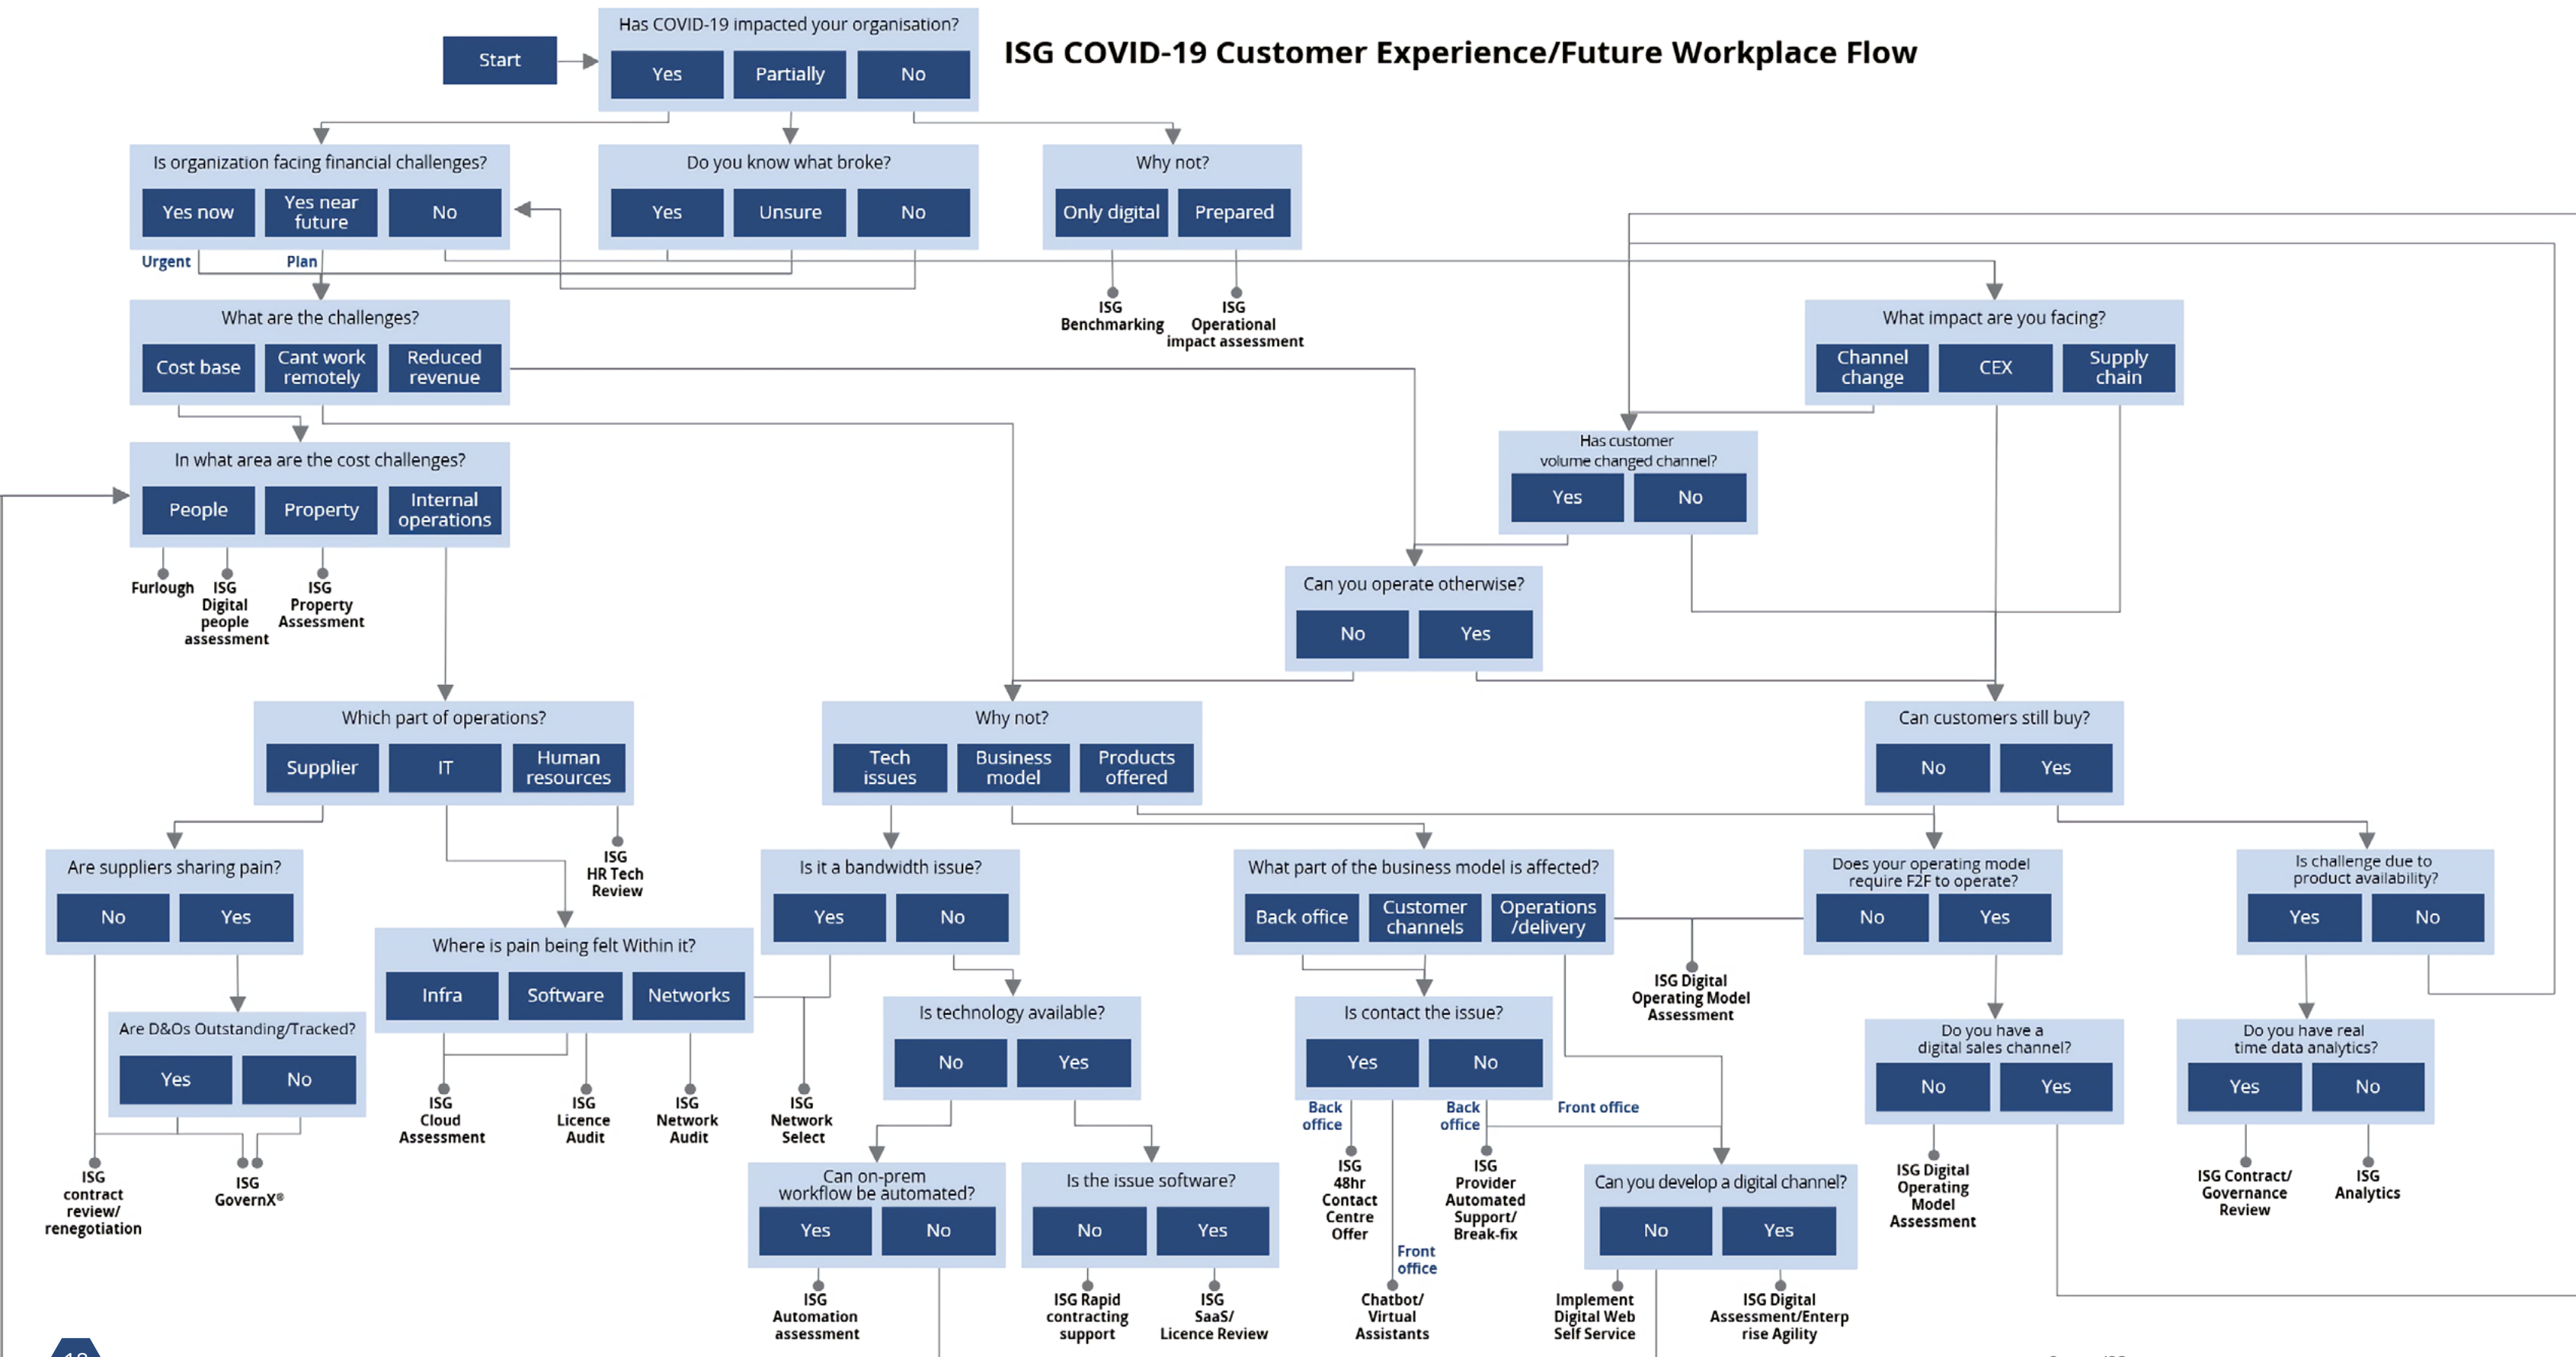 Has COVID-19 impacted your organisation?
ISG COVID-19 Customer Experience/Future Workplace Flow
Start
Yes
Partially
No
Is organization facing financial challenges?
Yes now
Yes near
future
No
Do you know what broke?
Yes
Unsure
No
Why not?
Only digital
Prepared
Urgent
Plan
ISG
Benchmarking
ISG
Operational
impact assessment
What are the challenges?
Cost base
Cant work
remotely
Reduced
revenue
What impact are you facing?
Channel
change
CEX
Supply
chain
Has customer
volume changed channel?
Yes
No
In what area are the cost challenges?
People
Property
Internal
operations
Furlough
ISG
Digital
people
assessment
ISG
Property
Assessment
Can you operate otherwise?
No
Yes
Which part of operations?
Supplier
IT
Human
resources
Why not?
Tech
issues
Business
model
Products
offered
Can customers still buy?
No
Yes
Are suppliers sharing pain?
No
Yes
ISG
HR Tech
Review
Is it a bandwidth issue?
Yes
No
What part of the business model is affected?
Back office
Customer
channels
Operations
/delivery
Does your operating model
require F2F to operate?
No
Yes
Is challenge due to
product availability?
Yes
No
Where is pain being felt Within it?
Infra
Software
Networks
ISG Digital
Operating Model
Assessment
Are D&Os Outstanding/Tracked?
Yes
No
Is technology available?
No
Yes
Is contact the issue?
Yes
No
Do you have a
digital sales channel?
No
Yes
Do you have real
time data analytics?
Yes
No
ISG
Cloud
Assessment
ISG
Licence
Audit
ISG
Network
Audit
ISG
Network
Select
Back
office
Back
office
Front office
ISG
contract
review/
renegotiation
ISG
GovernX®
Can on-prem
workflow be automated?
Yes
No
Is the issue software?
No
Yes
ISG
48hr
Contact
Centre
Offer
ISG
Provider
Automated
Support/
Break-fix
Front
office
Can you develop a digital channel?
No
Yes
ISG Digital
Operating
Model
Assessment
ISG Contract/
Governance
Review
ISG
Analytics
ISG
Automation
assessment
ISG Rapid
contracting
support
ISG
SaaS/
Licence Review
Chatbot/
Virtual
Assistants
Implement
Digital Web
Self Service
ISG Digital
Assessment/Enterp
rise Agility